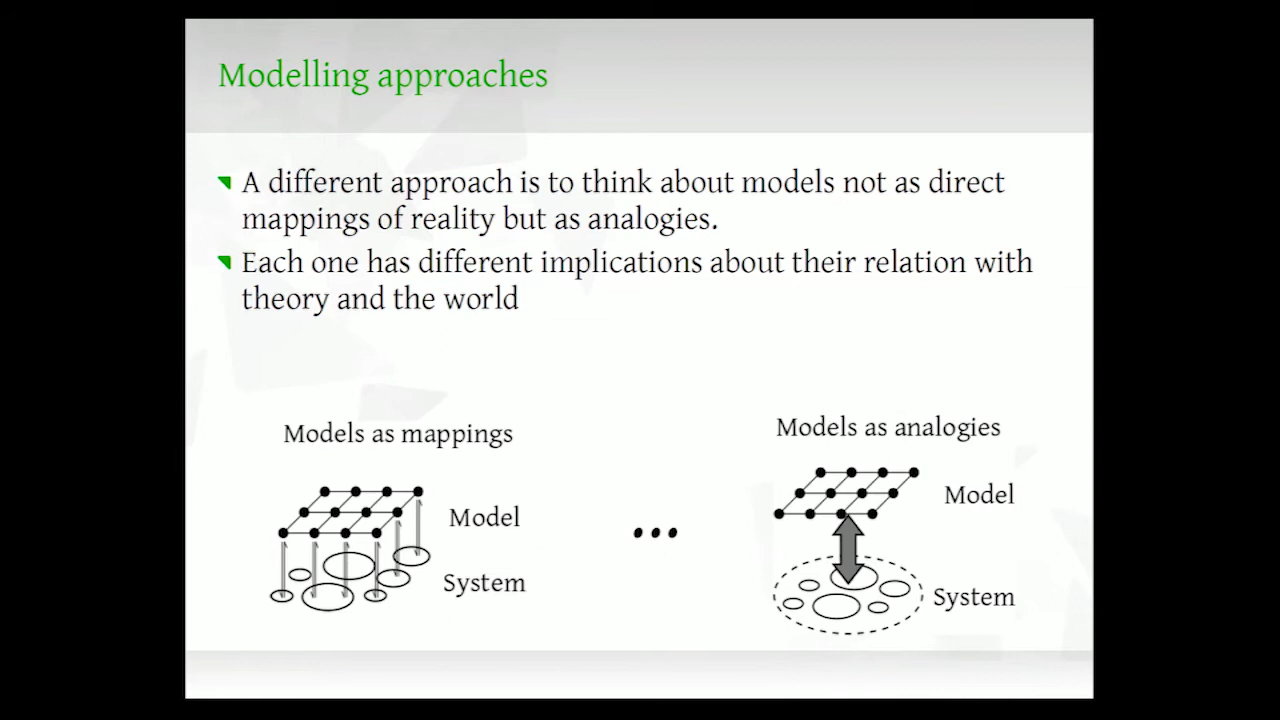 Modelling approaches
A different approach is to think about models not as direct
mappings of reality but as analogies.
Each one has different implications about their relation with
theory and the world
Models as mappings
Model
System
...
Models as analogies
Model
System